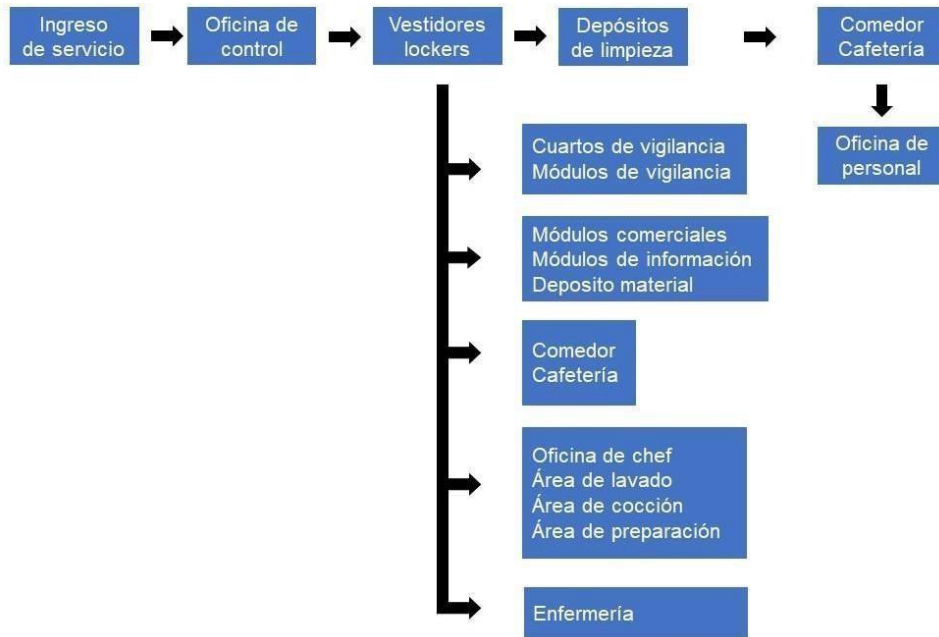 Ingreso
de servicio
Oficina de
control
Vestidores
lockers
Depósitos
de limpieza
Comedor
Cafetería
Oficina de
personal
Cuartos de vigilancia
Módulos de vigilancia
Módulos comerciales
Módulos de información
Deposito material
Comedor
Cafetería
Oficina de chef
Área de lavado
Área de cocción
Área de preparación
Enfermería